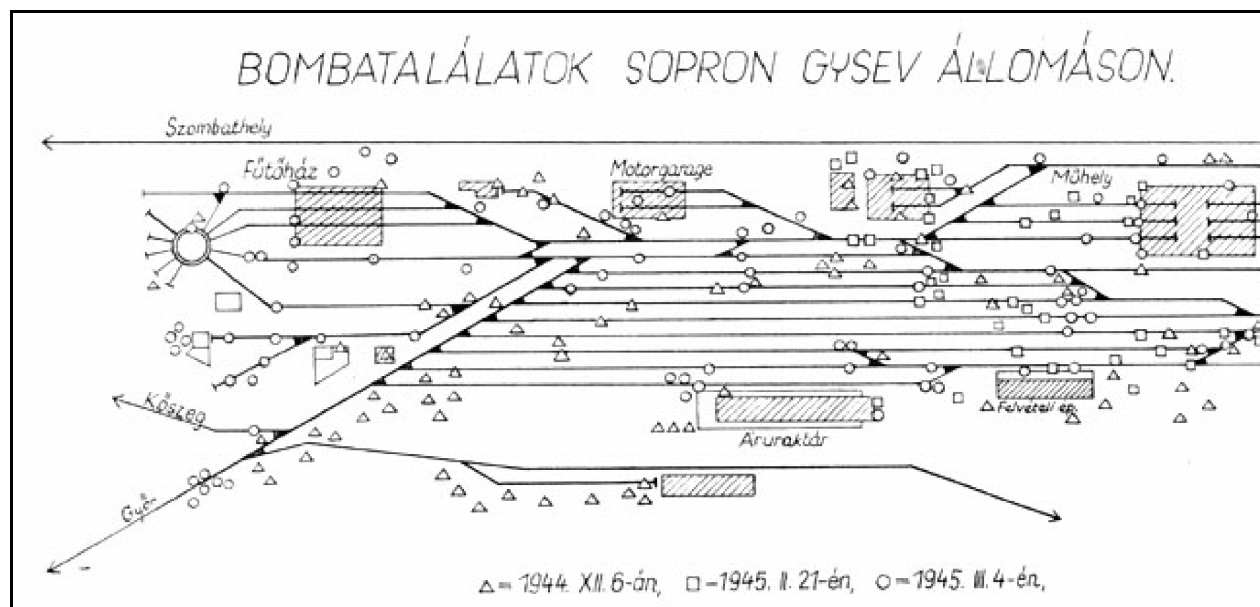 BOMBATALÁLATOK SOPRON GYSEV ÁLLOMÁSON.
Szombathely
Fűtőház
Motorgarage
Műhely
Kőszeg
Felvételi ép.
Áruraktár
Győ-
△ = 1944. XII. 6-án, □ -1945. II. 21-én, ○ = 1945. III. 4-én,